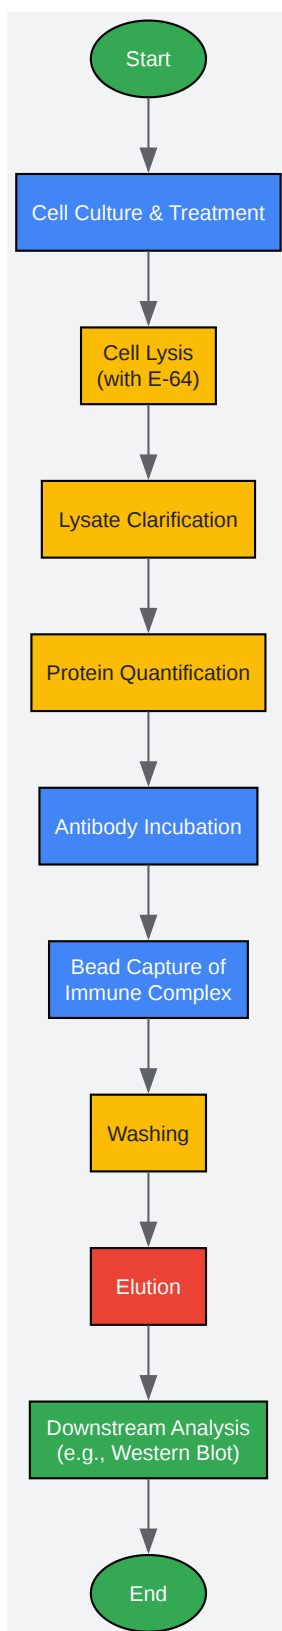 Start
Cell Culture & Treatment
Cell Lysis
(with E-64)
Lysate Clarification
Protein Quantification
Antibody Incubation
Bead Capture of
Immune Complex
Washing
Elution
Downstream Analysis
(e.g., Western Blot)
End